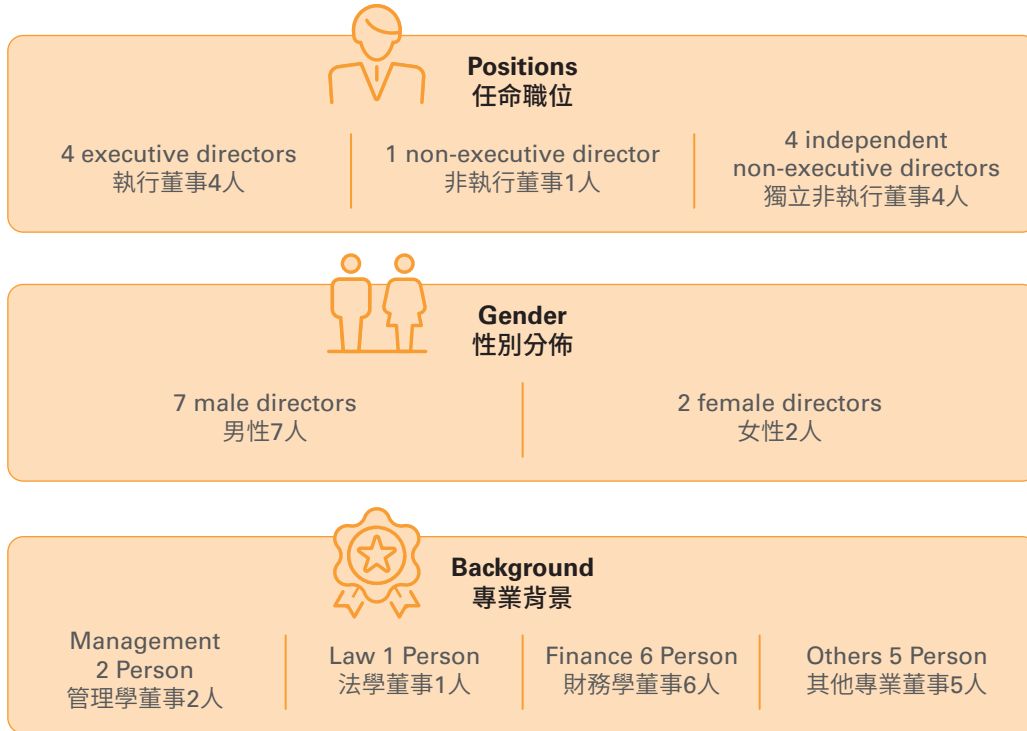 Positions
任命職位
4 executive directors
執行董事4人
1 non-executive director
非執行董事1人
4 independent
non-executive directors
獨立非執行董事4人
Gender
性別分佈
7 male directors
男性7人
2 female directors
女性2人
Background
專業背景
Management
2 Person
管理學董事2人
Law 1 Person
法學董事1人
Finance 6 Person
財務學董事6人
Others 5 Person
其他專業董事5人